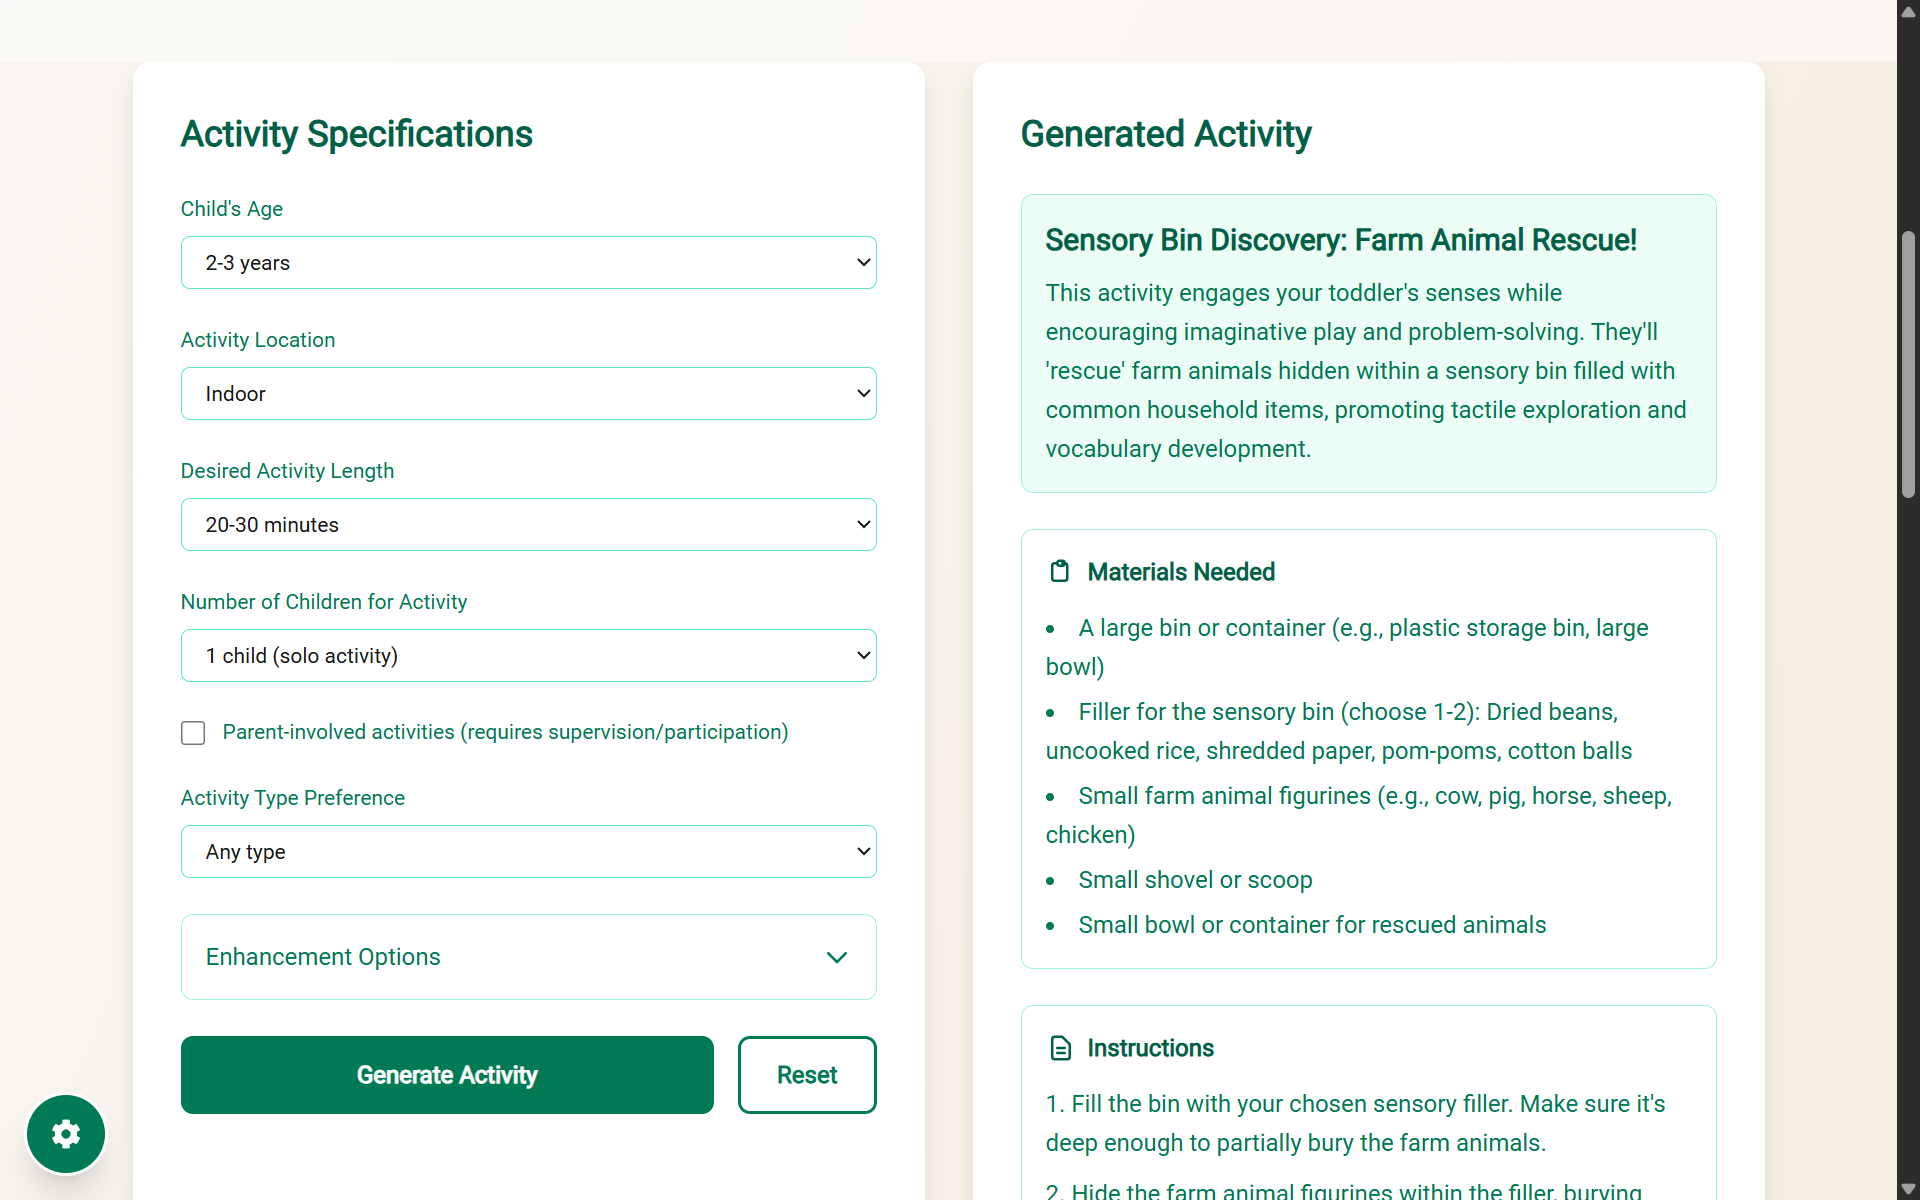 Activity Specifications
Child's Age
2-3 years
Activity Location
Indoor
Desired Activity Length
20-30 minutes
Number of Children for Activity
1 child (solo activity)
Parent-involved activities (requires supervision/participation)
Activity Type Preference
Any type
Enhancement Options
Generate Activity
Reset
Generated Activity
Sensory Bin Discovery: Farm Animal Rescue!
This activity engages your toddler's senses while
encouraging imaginative play and problem-solving. They'll
'rescue' farm animals hidden within a sensory bin filled with
common household items, promoting tactile exploration and
vocabulary development.
Materials Needed
• A large bin or container (e.g., plastic storage bin, large
bowl)
• Filler for the sensory bin (choose 1-2): Dried beans,
uncooked rice, shredded paper, pom-poms, cotton balls
• Small farm animal figurines (e.g., cow, pig, horse, sheep,
chicken)
• Small shovel or scoop
• Small bowl or container for rescued animals
Instructions
1. Fill the bin with your chosen sensory filler. Make sure it's
deep enough to partially bury the farm animals.
2. Hide the farm animal figurines within the filler, burying